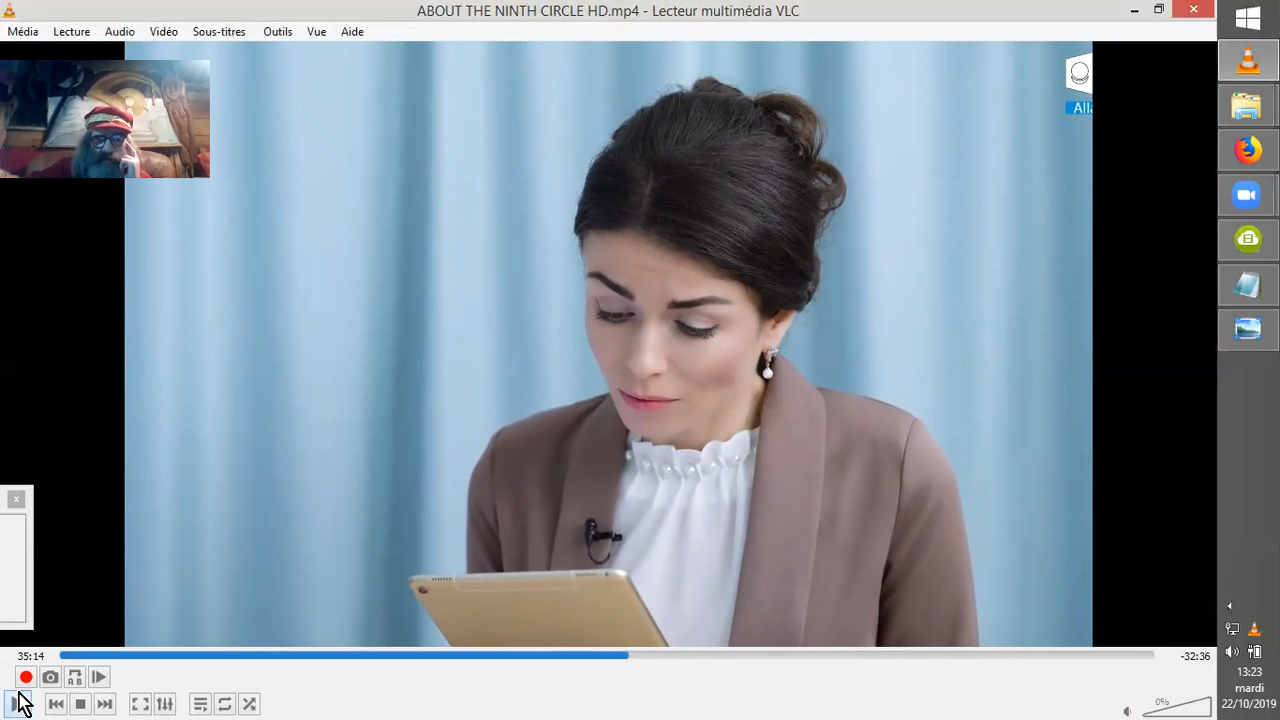 ABOUT THE NINTH CIRCLE HD.mp4 - Lecteur multimédia VLC
Média Lecture Audio Vidéo Sous-titres Outils Vue Aide
Alla
35:14
-32:36
0%
13:23
mardi
22/10/2019